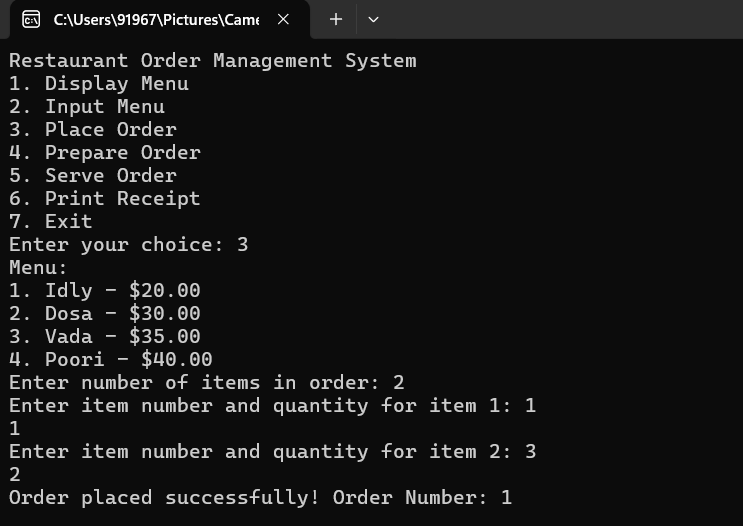 C:\Users\91967\Pictures\Came
Restaurant Order Management System
1. Display Menu
2. Input Menu
3. Place Order
4. Prepare Order
5. Serve Order
6. Print Receipt
7. Exit
Enter your choice: 3
Menu:
1. Idly - $20.00
2. Dosa - $30.00
3. Vada - $35.00
4. Poori - $40.00
Enter number of items in order: 2
Enter item number and quantity for item 1: 1
1
Enter item number and quantity for item 2: 3
2
Order placed successfully! Order Number: 1